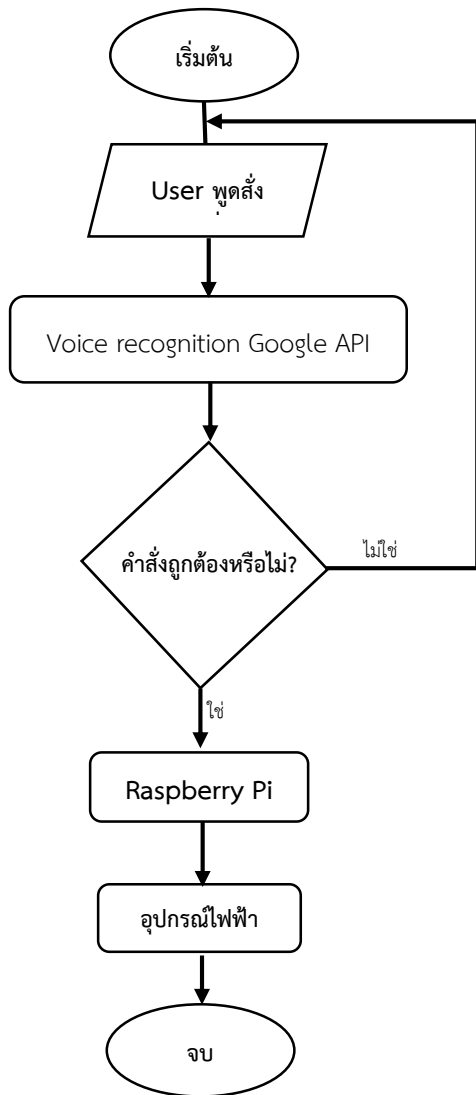 เริ่มต้น
User พูดสั่ง
Voice recognition Google API
คำสั่งถูกต้องหรือไม่?
ไม่ใช่
ใช่
Raspberry Pi
อุปกรณ์ไฟฟ้า
จบ